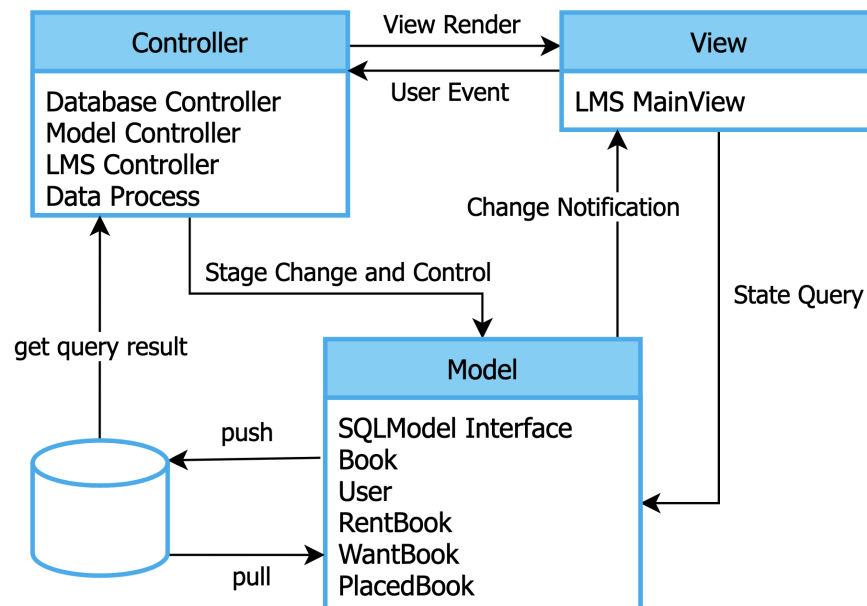 Controller
View Render
View
User Event
Database Controller
Model Controller
LMS Controller
Data Process
LMS MainView
Change Notification
Stage Change and Control
State Query
get query result
Model
push
SQLModel Interface
Book
User
RentBook
WantBook
PlacedBook
pull